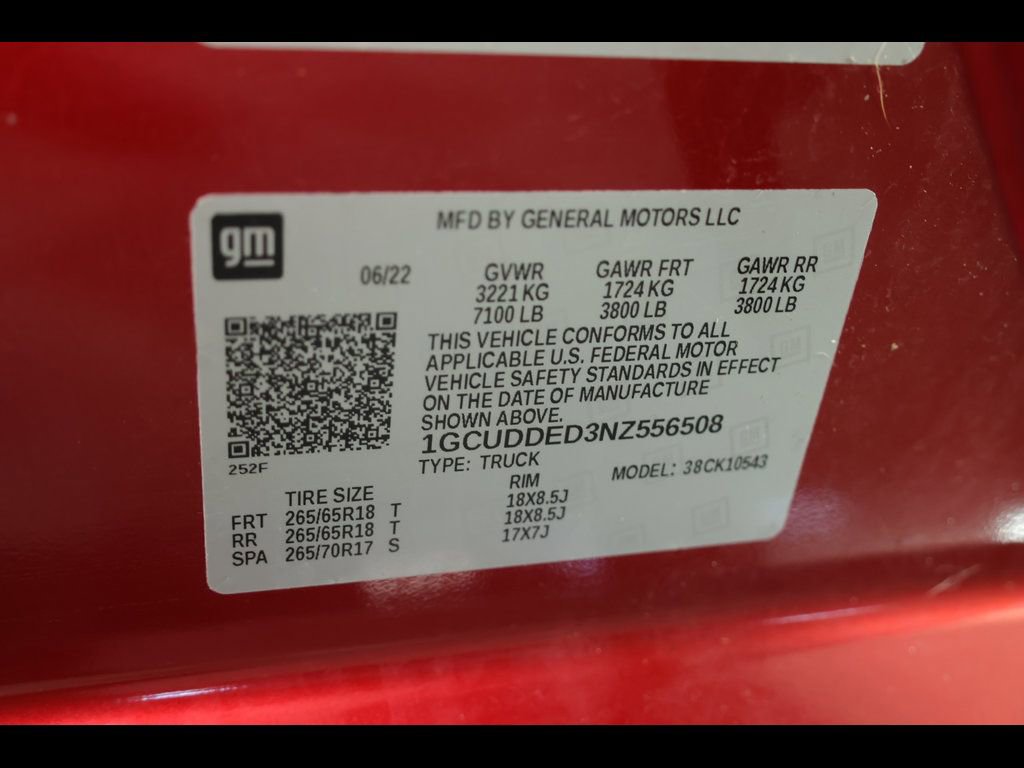 gm
MFD BY GENERAL MOTORS LLC
06/22
GVWR GAWR FRT GAWR RR
3221 KG 1724 KG 1724 KG
7100 LB 3800 LB 3800 LB
THIS VEHICLE CONFORMS TO ALL
APPLICABLE U.S. FEDERAL MOTOR
VEHICLE SAFETY STANDARDS IN EFFECT
ON THE DATE OF MANUFACTURE
SHOWN ABOVE.
1GCUDDED3NZ556508
252F
TYPE: TRUCK MODEL: 38CK10543
TIRE SIZE RIM
FRT 265/65R18 T 18X8.5J
RR 265/65R18 T 18X8.5J
SPA 265/70R17 S 17X7J